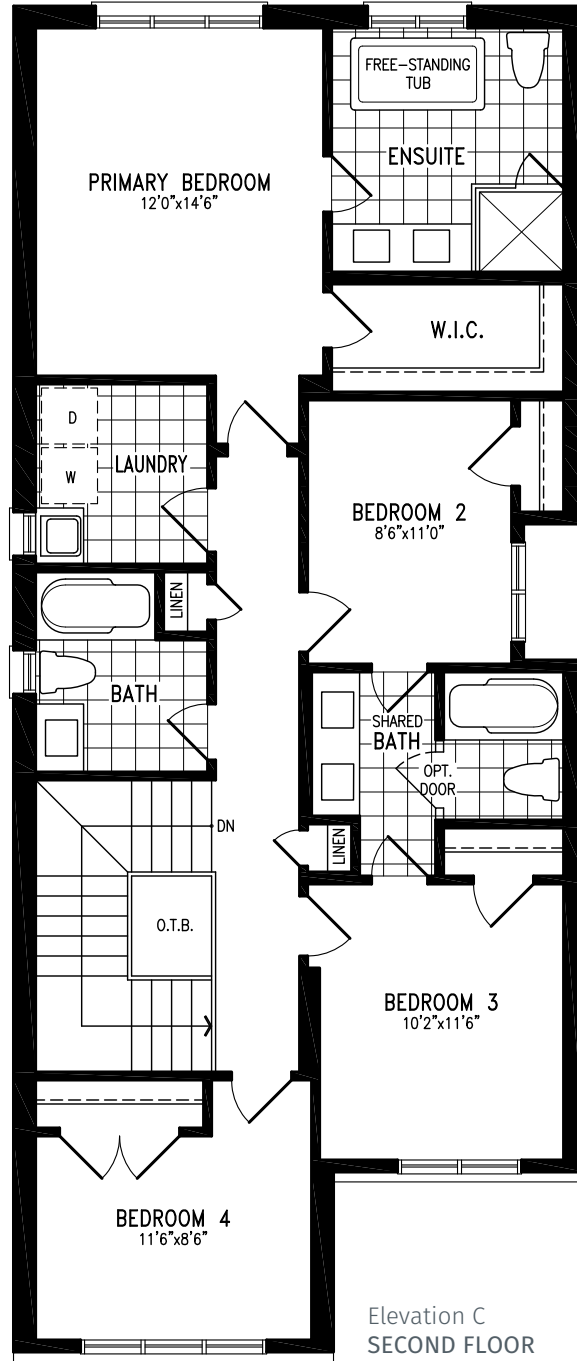 FREE-STANDING
TUB
ENSUITE
PRIMARY BEDROOM
12'0"x14'6"
W.I.C.
D
W
LAUNDRY
BEDROOM 2
8'6"x11'0"
LINEN
BATH
SHARED
BATH
OPT.
DOOR
DN
LINEN
O.T.B.
BEDROOM 3
10'2"x11'6"
BEDROOM 4
11'6"x8'6"
Elevation C
SECOND FLOOR